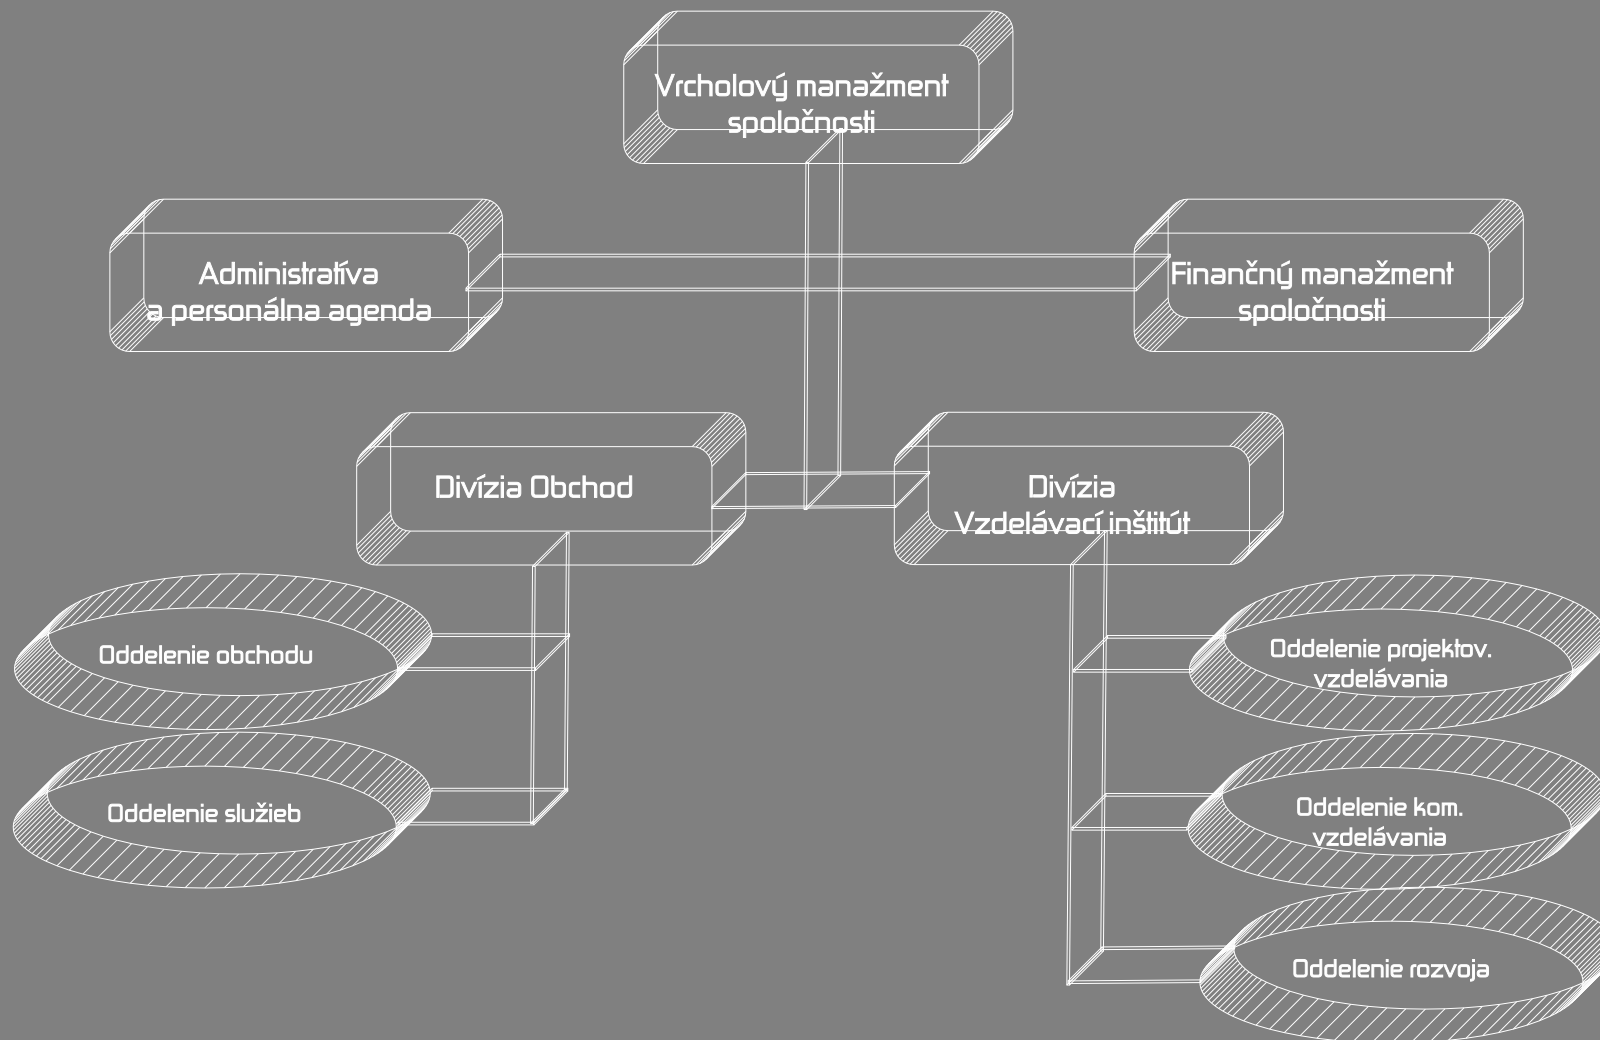 Vrcholový manažment
spoločnosti
Administratíva
a personálna agenda
Finančný manažment
spoločnosti
Divízia Obchod
Divízia
Vzdelávací inštitút
Oddelenie obchodu
Oddelenie projektov.
vzdelávania
Oddelenie služieb
Oddelenie kom.
vzdelávania
Oddelenie rozvoja